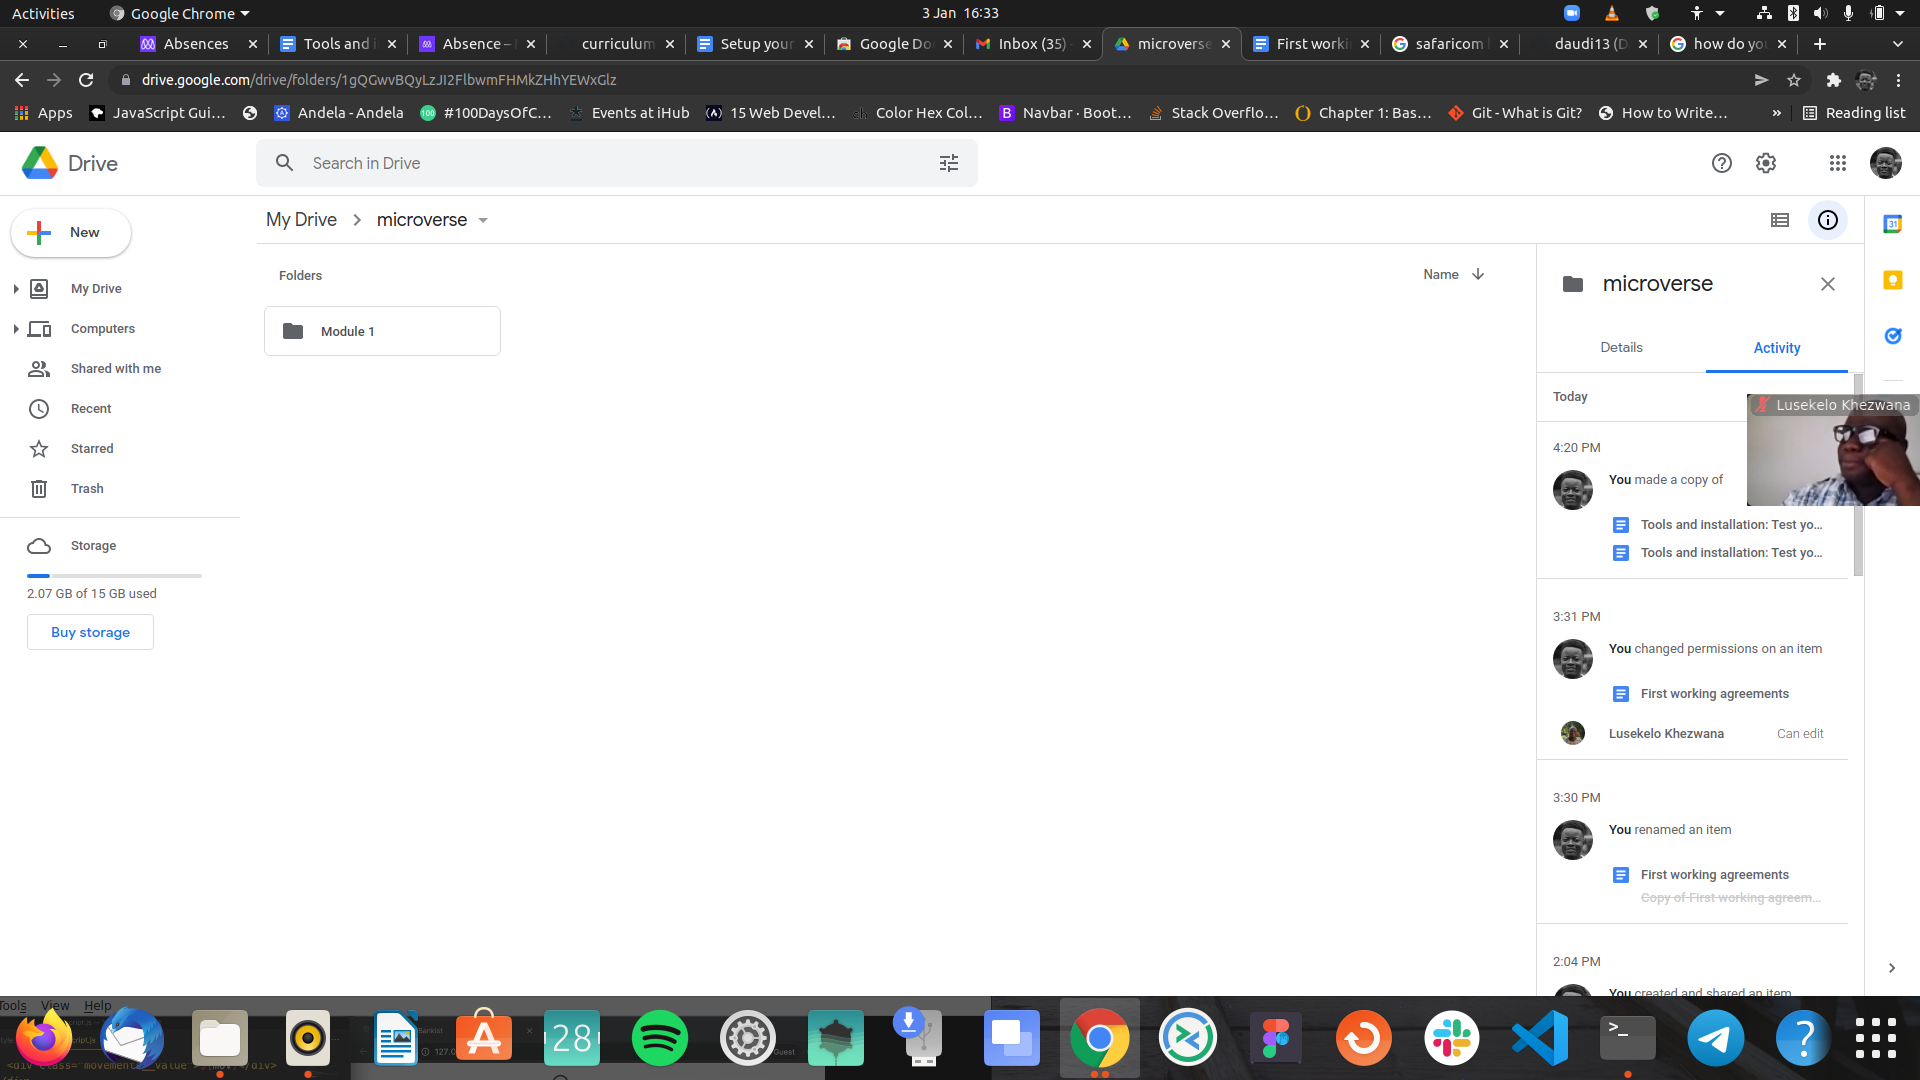 Activities
Google Chrome
3 Jan 16:33
Absences
Tools and i
Absence –
curriculum
Setup your
Google Do
Inbox (35)
microverse
First worki
safaricom
daudi13 (D
how do yo
drive.google.com/drive/folders/1gQGwvBQyLzJI2FlbwmFHMkZHhYEWxGlz
Apps
JavaScript Gui...
Andela - Andela
#100DaysOfC...
Events at iHub
15 Web Devel...
Color Hex Col...
Navbar · Boot...
Stack Overflo...
Chapter 1: Bas...
Git - What is Git?
How to Write...
»
Reading list
Drive
Search in Drive
New
My Drive
Computers
Shared with me
Recent
Starred
Trash
Storage
2.07 GB of 15 GB used
Buy storage
My Drive > microverse
Folders
Name
Module 1
microverse
Details
Activity
Today
Lusekelo Khezwana
4:20 PM
You made a copy of
Tools and installation: Test yo...
Tools and installation: Test yo...
3:31 PM
You changed permissions on an item
First working agreements
Lusekelo Khezwana
Can edit
3:30 PM
You renamed an item
First working agreements
Copy of First working agreem...
2:04 PM
You created and shared an item
31
Tools View Help
28
100